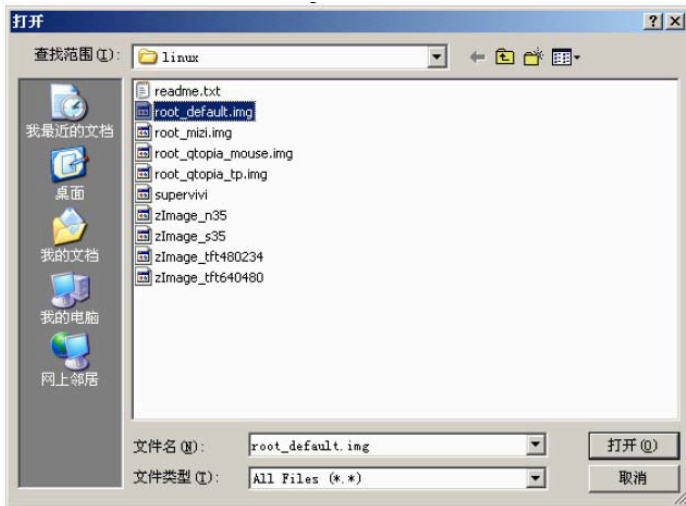 打开
查找范围(I):
linux
我最近的文档
桌面
我的文档
我的电脑
网上邻居
readme.txt
root_default.img
root_mizi.img
root_qtopia_mouse.img
root_qtopia_tp.img
supervivi
zImage_n35
zImage_s35
zImage_tft480234
zImage_tft640480
文件名(N):
root_default.img
打开(O)
文件类型(T):
All Files (*.*)
取消